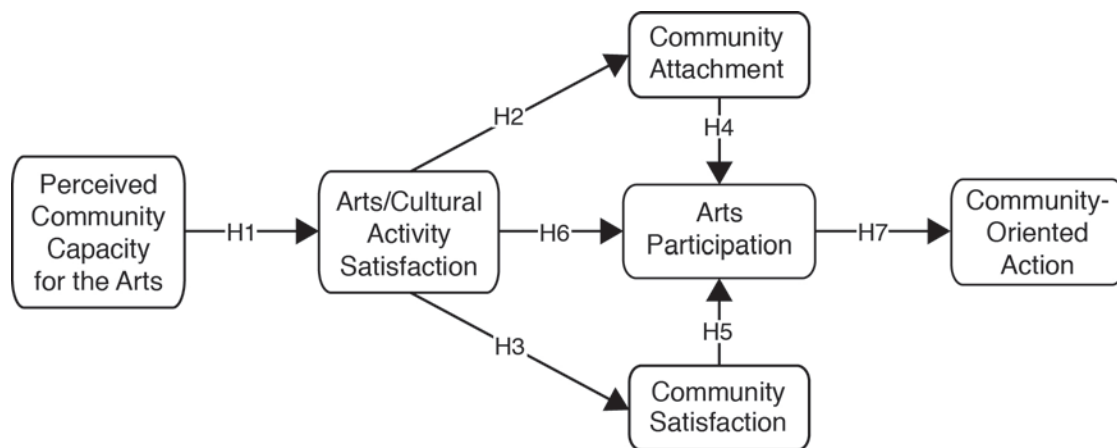 Community
Attachment
H2
H4
Perceived
Community
Capacity
for the Arts
H1
Arts/Cultural
Activity
Satisfaction
H6
Arts
Participation
H7
Community-
Oriented
Action
H3
H5
Community
Satisfaction